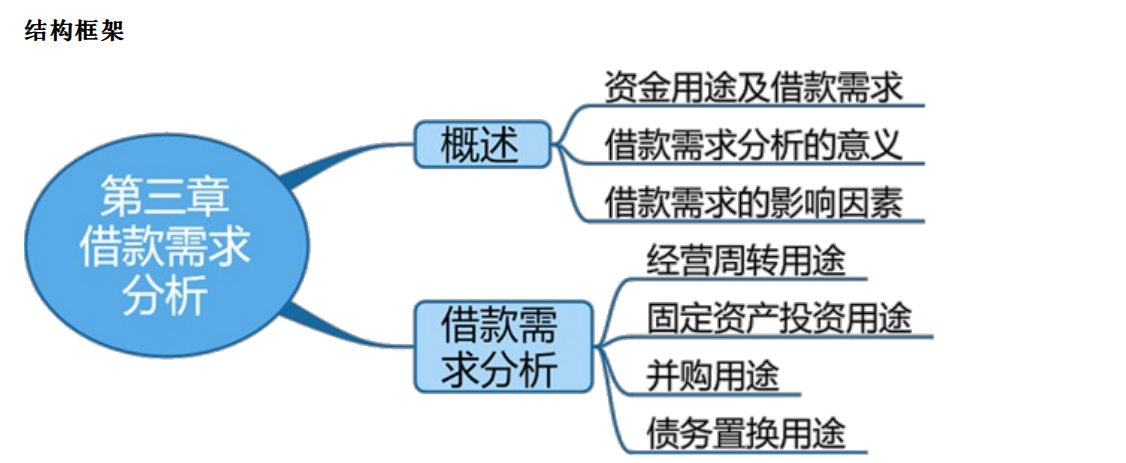 结构框架
第三章
借款需求
分析
概述
资金用途及借款需求
借款需求分析的意义
借款需求的影响因素
借款需
求分析
经营周转用途
固定资产投资用途
并购用途
债务置换用途